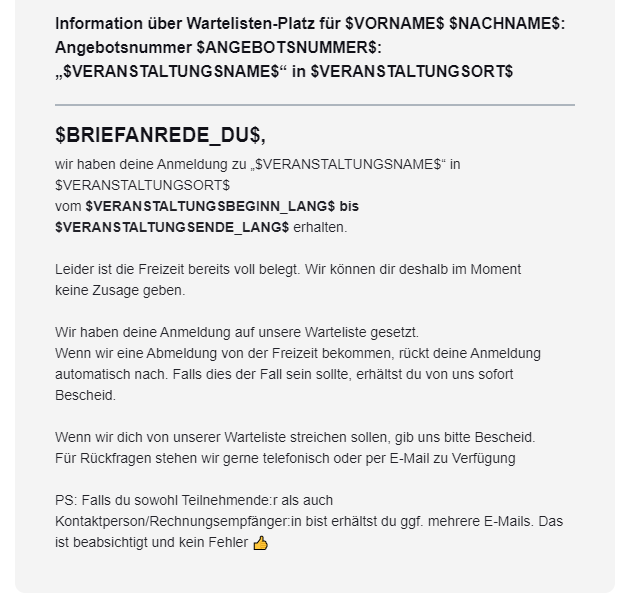 Information über Wartelisten-Platz für $VORNAME$ $NACHNAME$:
Angebotsnummer $ANGEBOTSNUMMER$:
„$VERANSTALTUNGSNAME$“ in $VERANSTALTUNGSORT$
$BRIEFANREDE_DU$,
wir haben deine Anmeldung zu „$VERANSTALTUNGSNAME$“ in
$VERANSTALTUNGSORT$
vom $VERANSTALTUNGSBEGINN_LANG$ bis
$VERANSTALTUNGSENDE_LANG$ erhalten.
Leider ist die Freizeit bereits voll belegt. Wir können dir deshalb im Moment
keine Zusage geben.
Wir haben deine Anmeldung auf unsere Warteliste gesetzt.
Wenn wir eine Abmeldung von der Freizeit bekommen, rückt deine Anmeldung
automatisch nach. Falls dies der Fall sein sollte, erhältst du von uns sofort
Bescheid.
Wenn wir dich von unserer Warteliste streichen sollen, gib uns bitte Bescheid.
Für Rückfragen stehen wir gerne telefonisch oder per E-Mail zu Verfügung
PS: Falls du sowohl Teilnehmende:r als auch
Kontaktperson/Rechnungsempfänger:in bist erhältst du ggf. mehrere E-Mails. Das
ist beabsichtigt und kein Fehler 👍